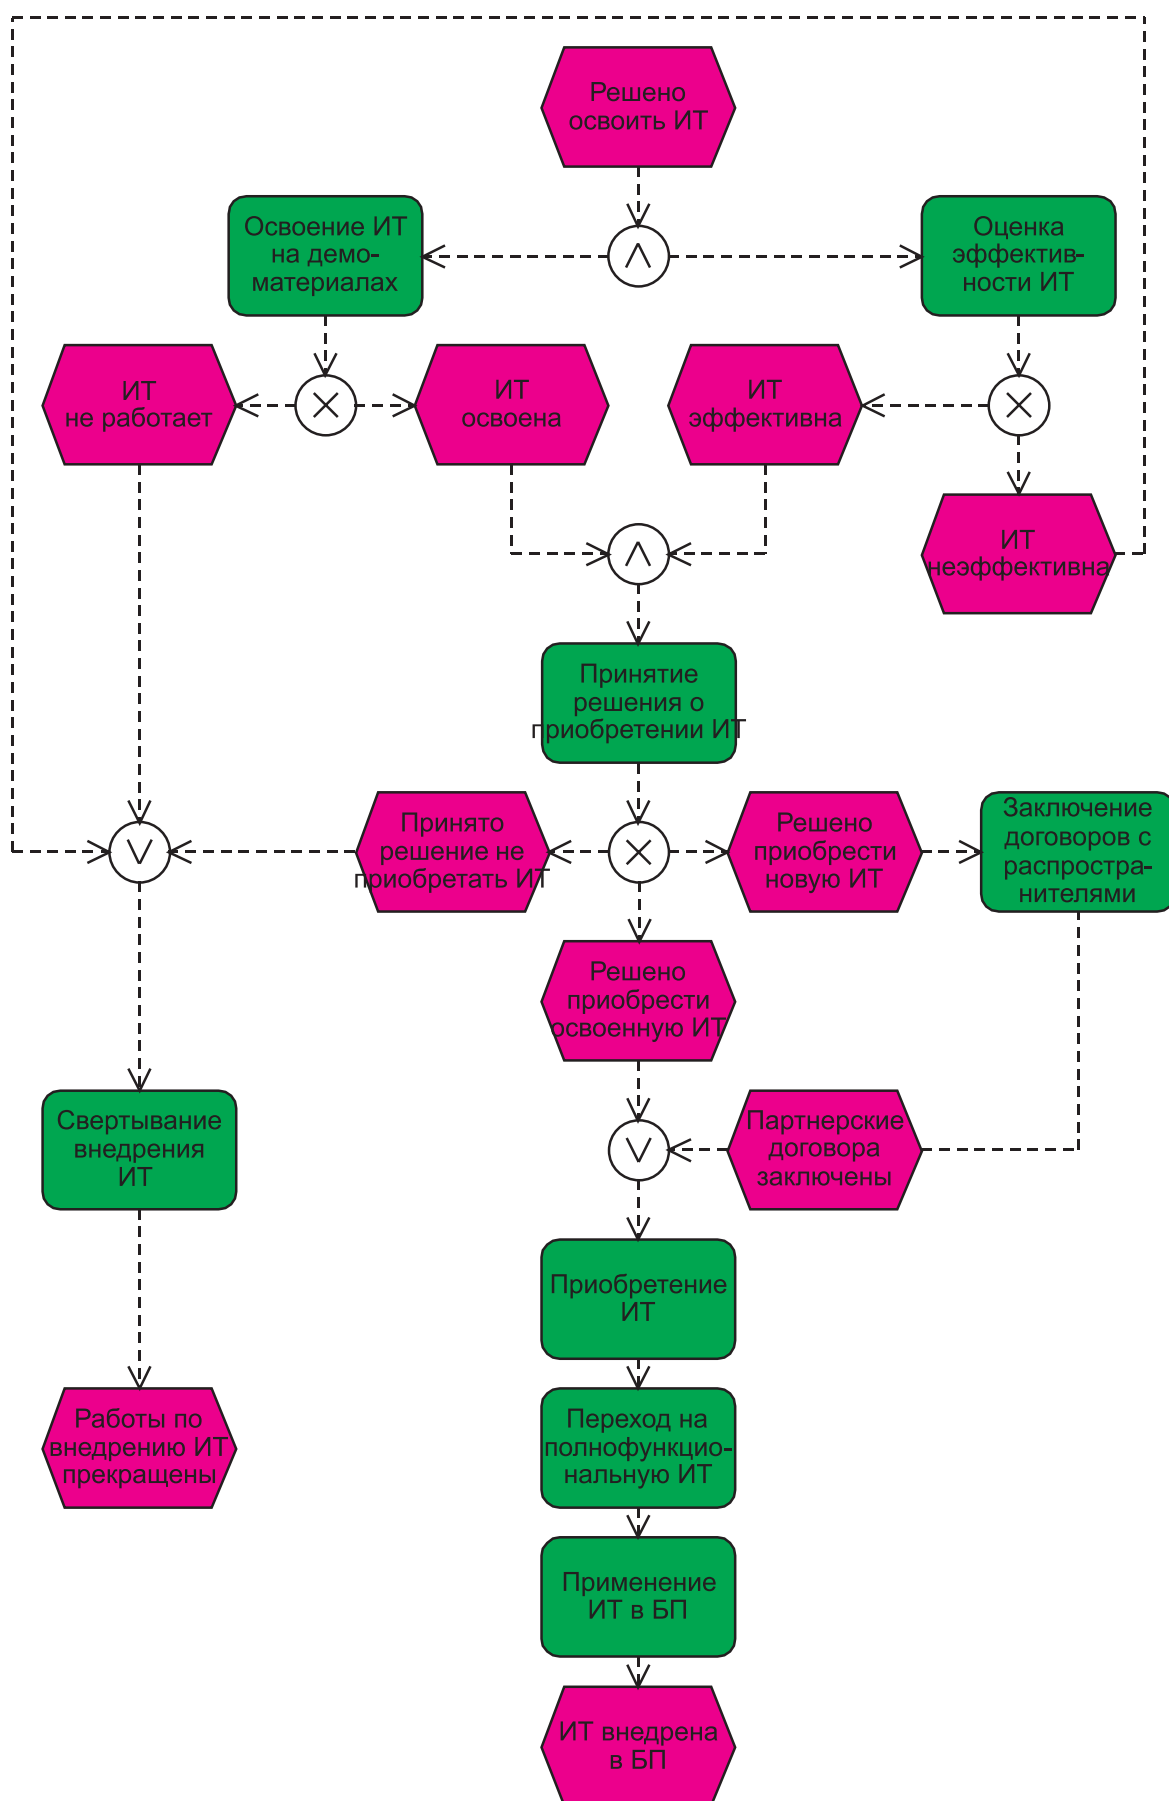 Решено
освоить ИТ
Освоение ИТ
на демо-
материалах
Оценка
эффектив-
ности ИТ
ИТ
не работает
ИТ
освоена
ИТ
эффективна
ИТ
неэффективна
Принятие
решения о
приобретении ИТ
Принято
решение не
приобретать ИТ
Решено
приобрести
новую ИТ
Заключение
договоров с
распростра-
нителями
Решено
приобрести
освоенную ИТ
Свертывание
внедрения
ИТ
Партнерские
договора
заключены
Приобретение
ИТ
Работы по
внедрению ИТ
прекращены
Переход на
полнофункцио-
нальную ИТ
Применение
ИТ в БП
ИТ внедрена
в БП